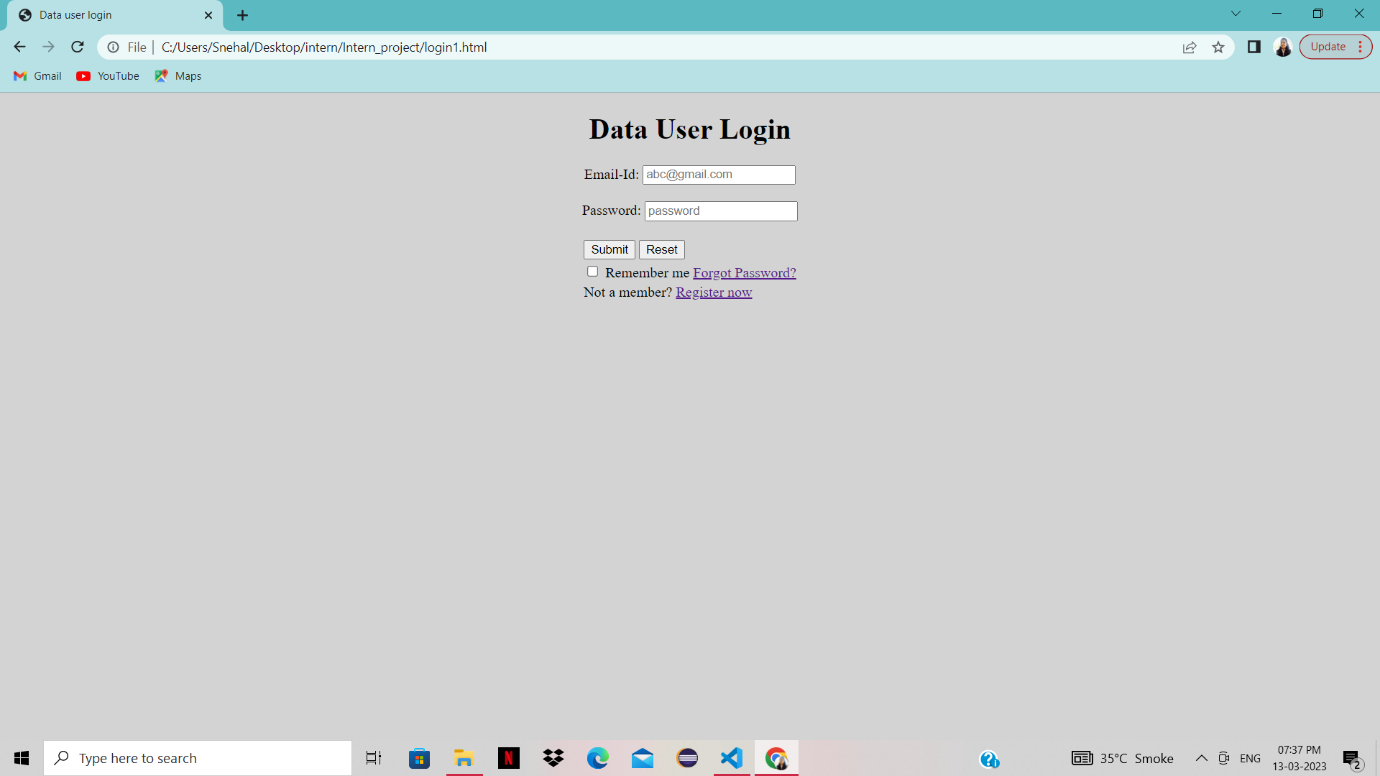 Data user login
File | C:/Users/Snehal/Desktop/intern/Intern_project/login1.html
Update
Gmail YouTube Maps
Data User Login
Email-Id: abc@gmail.com
Password: password
Submit Reset
Remember me Forgot Password?
Not a member? Register now
Type here to search
N
35°C Smoke
ENG
07:37 PM
13-03-2023
2